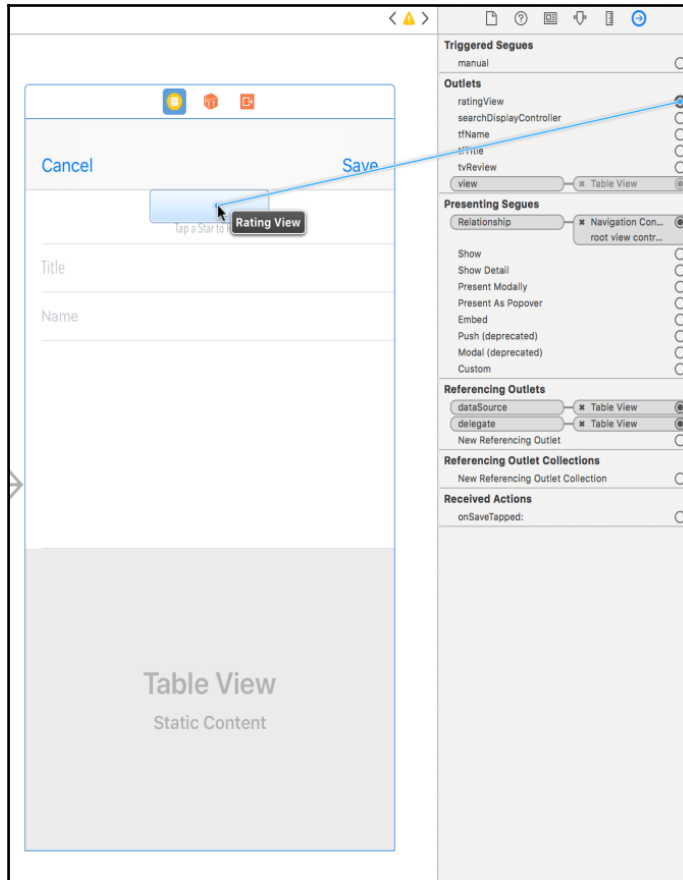 Cancel
Save
Tap a Star to
Rating View
Title
Name
Table View
Static Content
Triggered Segues
manual
Outlets
ratingView
searchDisplayController
tfName
tfTitle
tvReview
view
Table View
Presenting Segues
Relationship
Navigation Con...
root view contr...
Show
Show Detail
Present Modally
Present As Popover
Embed
Push (deprecated)
Modal (deprecated)
Custom
Referencing Outlets
dataSource
Table View
delegate
Table View
New Referencing Outlet
Referencing Outlet Collections
New Referencing Outlet Collection
Received Actions
onSaveTapped: